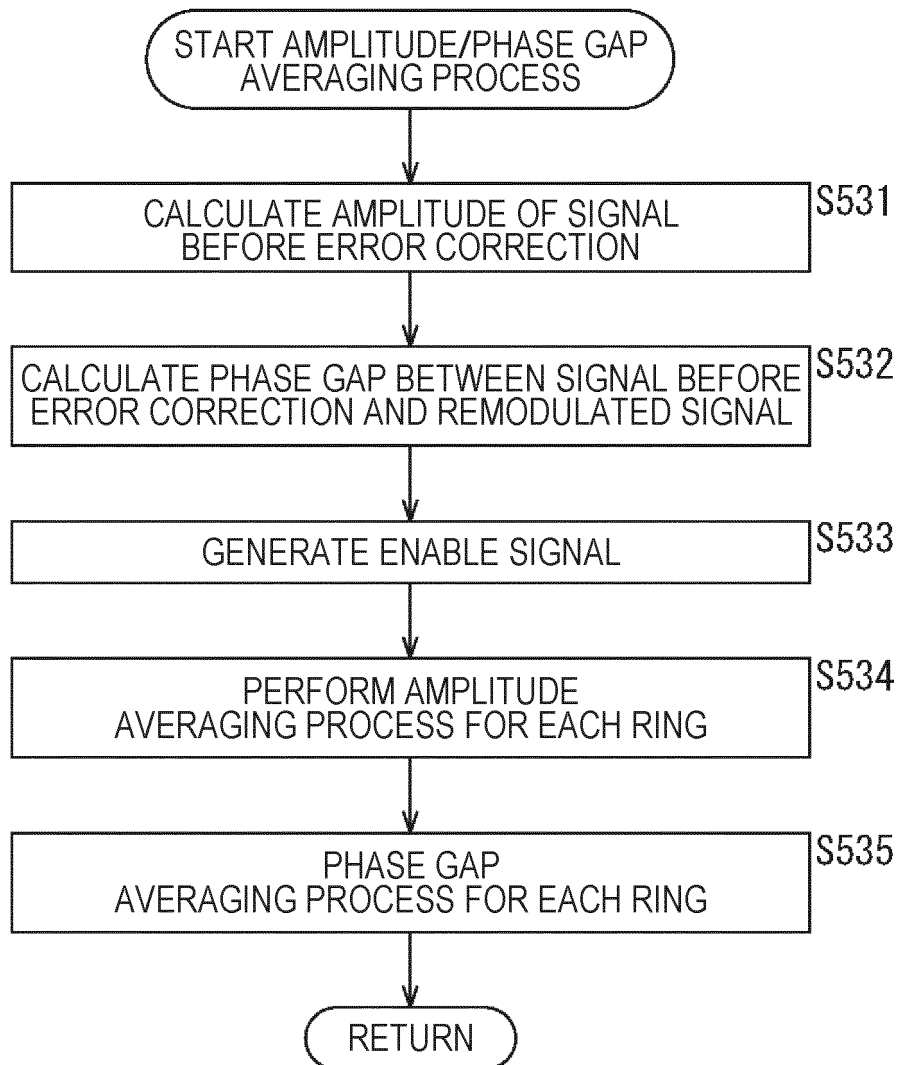 START AMPLITUDE/PHASE GAP
AVERAGING PROCESS
S531
CALCULATE AMPLITUDE OF SIGNAL
BEFORE ERROR CORRECTION
S532
CALCULATE PHASE GAP BETWEEN SIGNAL BEFORE
ERROR CORRECTION AND REMODULATED SIGNAL
S533
GENERATE ENABLE SIGNAL
S534
PERFORM AMPLITUDE
AVERAGING PROCESS FOR EACH RING
S535
PHASE GAP
AVERAGING PROCESS FOR EACH RING
RETURN